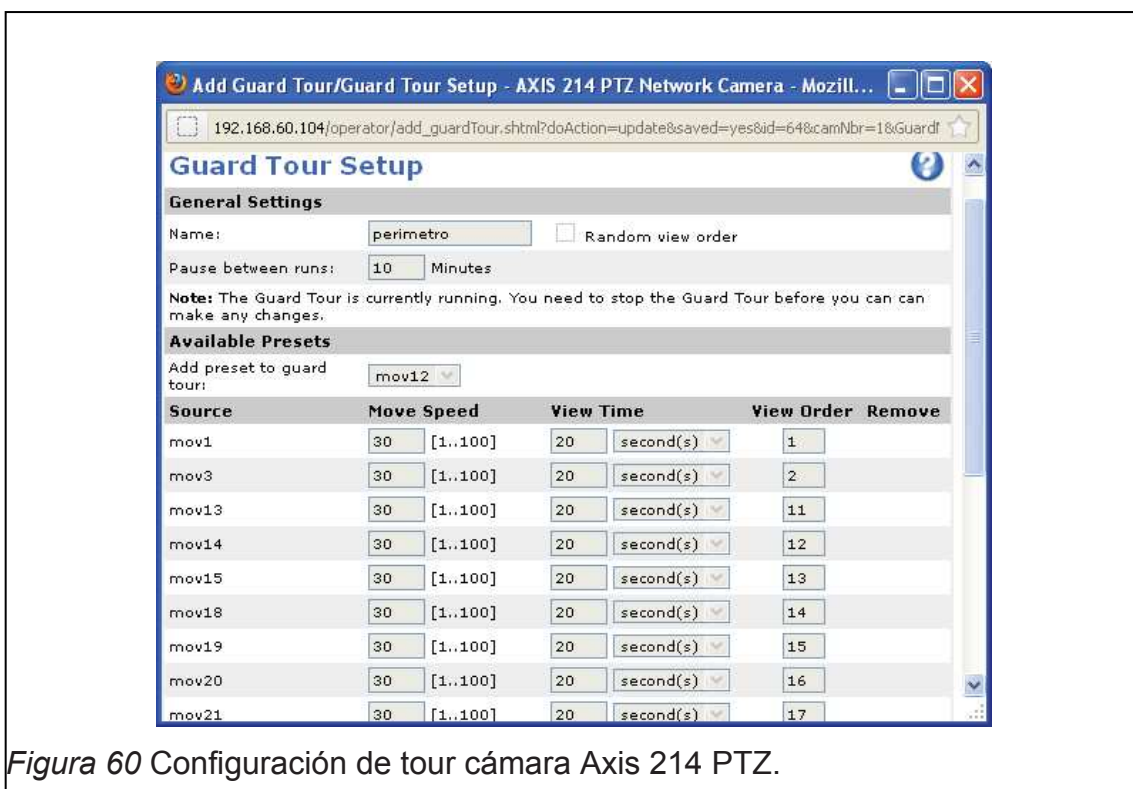 Add Guard Tour/Guard Tour Setup - AXIS 214 PTZ Network Camera - Mozill...
192.168.60.104/operator/add_guardTour.shtml?doAction=update&saved=yes&id=64&camNbr=1&Guard
Guard Tour Setup
General Settings
Name: perimetro Random view order
Pause between runs: 10 Minutes
Note: The Guard Tour is currently running. You need to stop the Guard Tour before you can can
make any changes.
Available Presets
Add preset to guard
tour: mov12
Source Move Speed View Time View Order Remove
mov1 30 [1..100] 20 second(s) 1
mov3 30 [1..100] 20 second(s) 2
mov13 30 [1..100] 20 second(s) 11
mov14 30 [1..100] 20 second(s) 12
mov15 30 [1..100] 20 second(s) 13
mov18 30 [1..100] 20 second(s) 14
mov19 30 [1..100] 20 second(s) 15
mov20 30 [1..100] 20 second(s) 16
mov21 30 [1..100] 20 second(s) 17
Figura 60 Configuración de tour cámara Axis 214 PTZ.